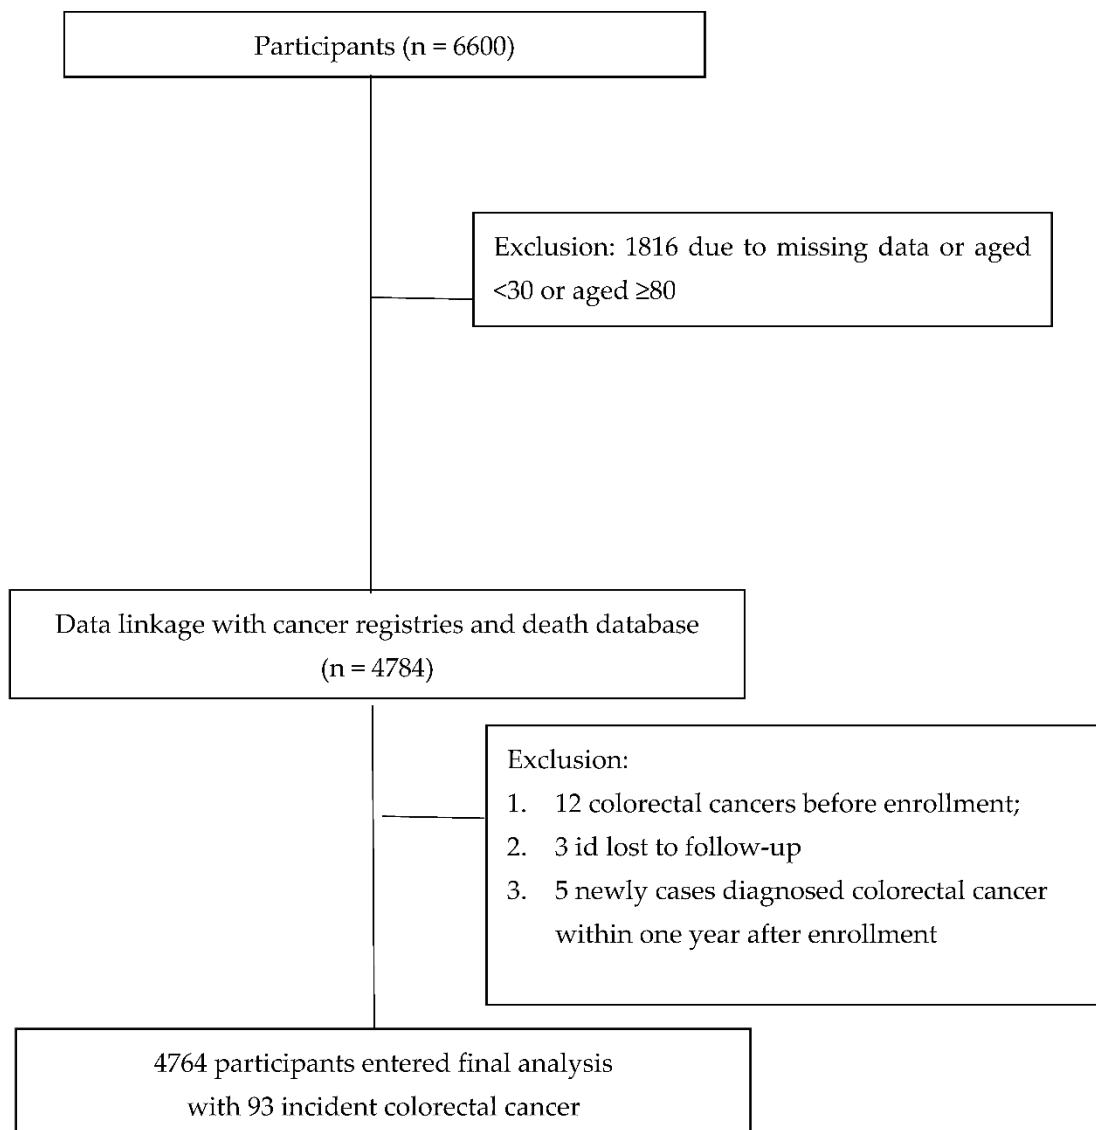 Participants (n = 6600)
Exclusion: 1816 due to missing data or aged
<30 or aged ≥80
Data linkage with cancer registries and death database
(n = 4784)
Exclusion:
1. 12 colorectal cancers before enrollment;
2. 3 id lost to follow-up
3. 5 newly cases diagnosed colorectal cancer
within one year after enrollment
4764 participants entered final analysis
with 93 incident colorectal cancer